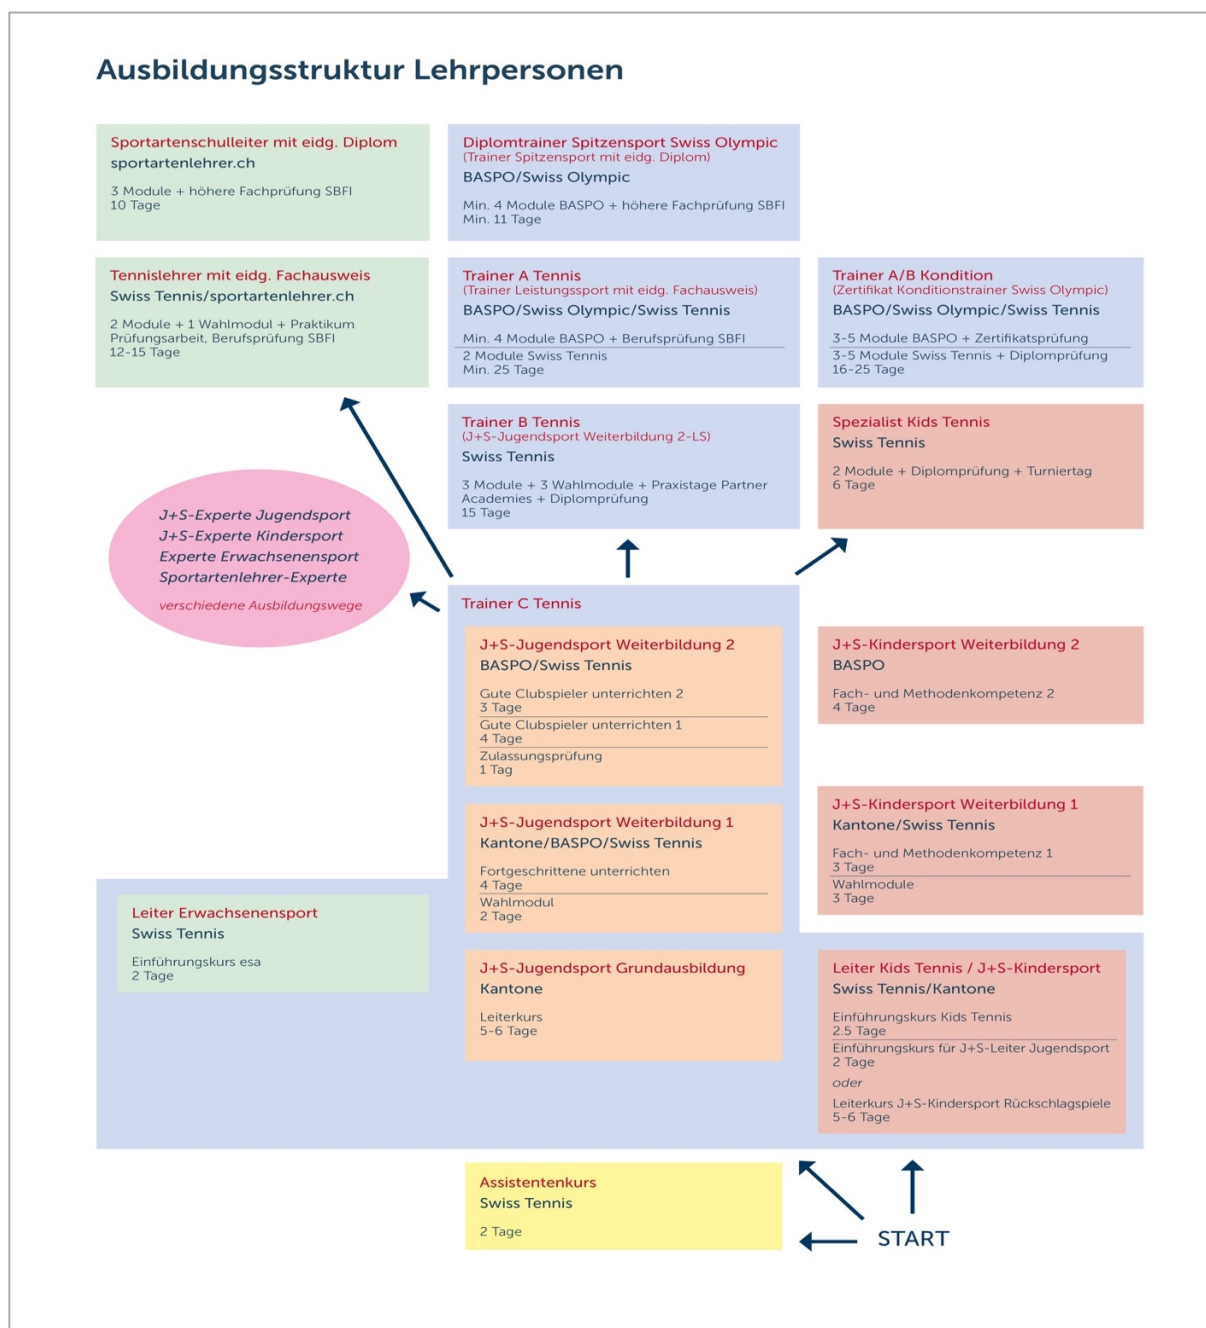 Ausbildungsstruktur Lehrpersonen
Sportartenschulleiter mit eidg. Diplom
sportartenlehrer.ch
3 Module + höhere Fachprüfung SBFI
10 Tage
Diplomtrainer Spitzensport Swiss Olympic
(Trainer Spitzensport mit eidg. Diplom)
BASPO/Swiss Olympic
Min. 4 Module BASPO + höhere Fachprüfung SBFI
Min. 11 Tage
Tennislehrer mit eidg. Fachausweis
Swiss Tennis/sportartenlehrer.ch
2 Module + 1 Wahlmodul + Praktikum
Prüfungsarbeit, Berufsprüfung SBFI
12-15 Tage
Trainer A Tennis
(Trainer Leistungssport mit eidg. Fachausweis)
BASPO/Swiss Olympic/Swiss Tennis
Min. 4 Module BASPO + Berufsprüfung SBFI
2 Module Swiss Tennis
Min. 25 Tage
Trainer A/B Kondition
(Zertifikat Konditionstrainer Swiss Olympic)
BASPO/Swiss Olympic/Swiss Tennis
3-5 Module BASPO + Zertifikatsprüfung
3-5 Module Swiss Tennis + Diplomprüfung
16-25 Tage
Trainer B Tennis
(J+S-Jugendsport Weiterbildung 2-LS)
Swiss Tennis
3 Module + 3 Wahlmodule + Praxistage Partner
Academies + Diplomprüfung
15 Tage
Spezialist Kids Tennis
Swiss Tennis
2 Module + Diplomprüfung + Turniertag
6 Tage
J+S-Experte Jugendsport
J+S-Experte Kindersport
Experte Erwachsenensport
Sportartenlehrer-Experte
verschiedene Ausbildungswege
Trainer C Tennis
J+S-Jugendsport Weiterbildung 2
BASPO/Swiss Tennis
Gute Clubspieler unterrichten 2
3 Tage
Gute Clubspieler unterrichten 1
4 Tage
Zulassungsprüfung
1 Tag
J+S-Kindersport Weiterbildung 2
BASPO
Fach- und Methodenkompetenz 2
4 Tage
J+S-Jugendsport Weiterbildung 1
Kantone/BASPO/Swiss Tennis
Fortgeschrittene unterrichten
4 Tage
Wahlmodul
2 Tage
J+S-Kindersport Weiterbildung 1
Kantone/Swiss Tennis
Fach- und Methodenkompetenz 1
3 Tage
Wahlmodule
3 Tage
Leiter Erwachsenensport
Swiss Tennis
Einführungskurs esa
2 Tage
J+S-Jugendsport Grundausbildung
Kantone
Leiterkurs
5-6 Tage
Leiter Kids Tennis / J+S-Kindersport
Swiss Tennis/Kantone
Einführungskurs Kids Tennis
2.5 Tage
Einführungskurs für J+S-Leiter Jugendsport
2 Tage
oder
Leiterkurs J+S-Kindersport Rückschlagspiele
5-6 Tage
Assistentenkurs
Swiss Tennis
2 Tage
START